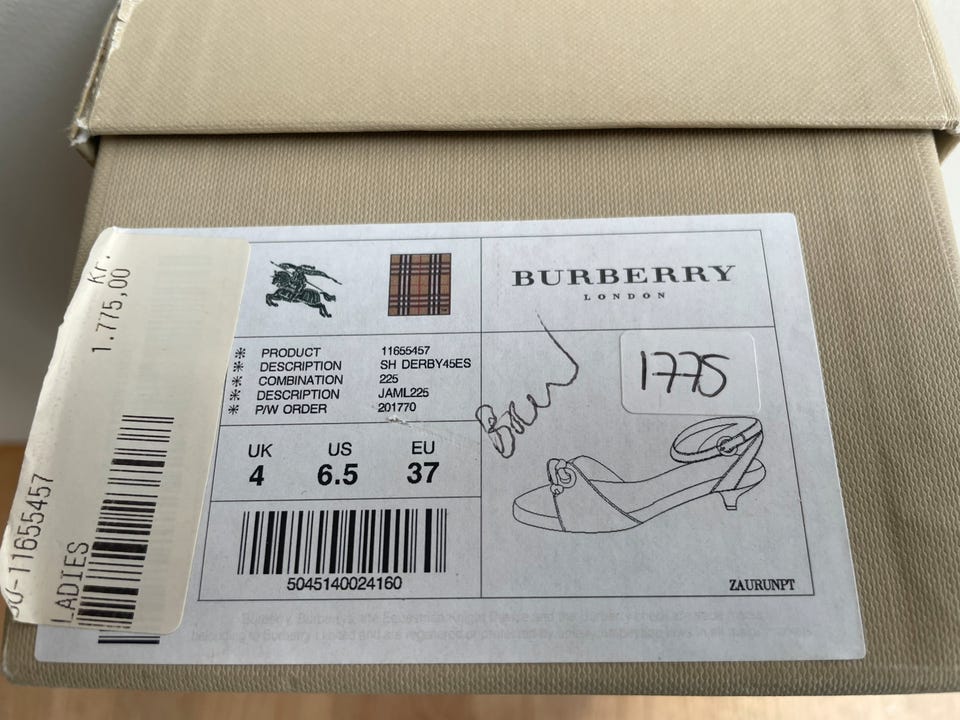 BURBERRY
LONDON
* PRODUCT 11655457
* DESCRIPTION SH DERBY45ES
* COMBINATION 225
* DESCRIPTION JAML225
* P/W ORDER 201770
UK US EU
4 6.5 37
5045140024160
1775
ZAURUNPT
kr.
1.775,00
-11655457
LADIES